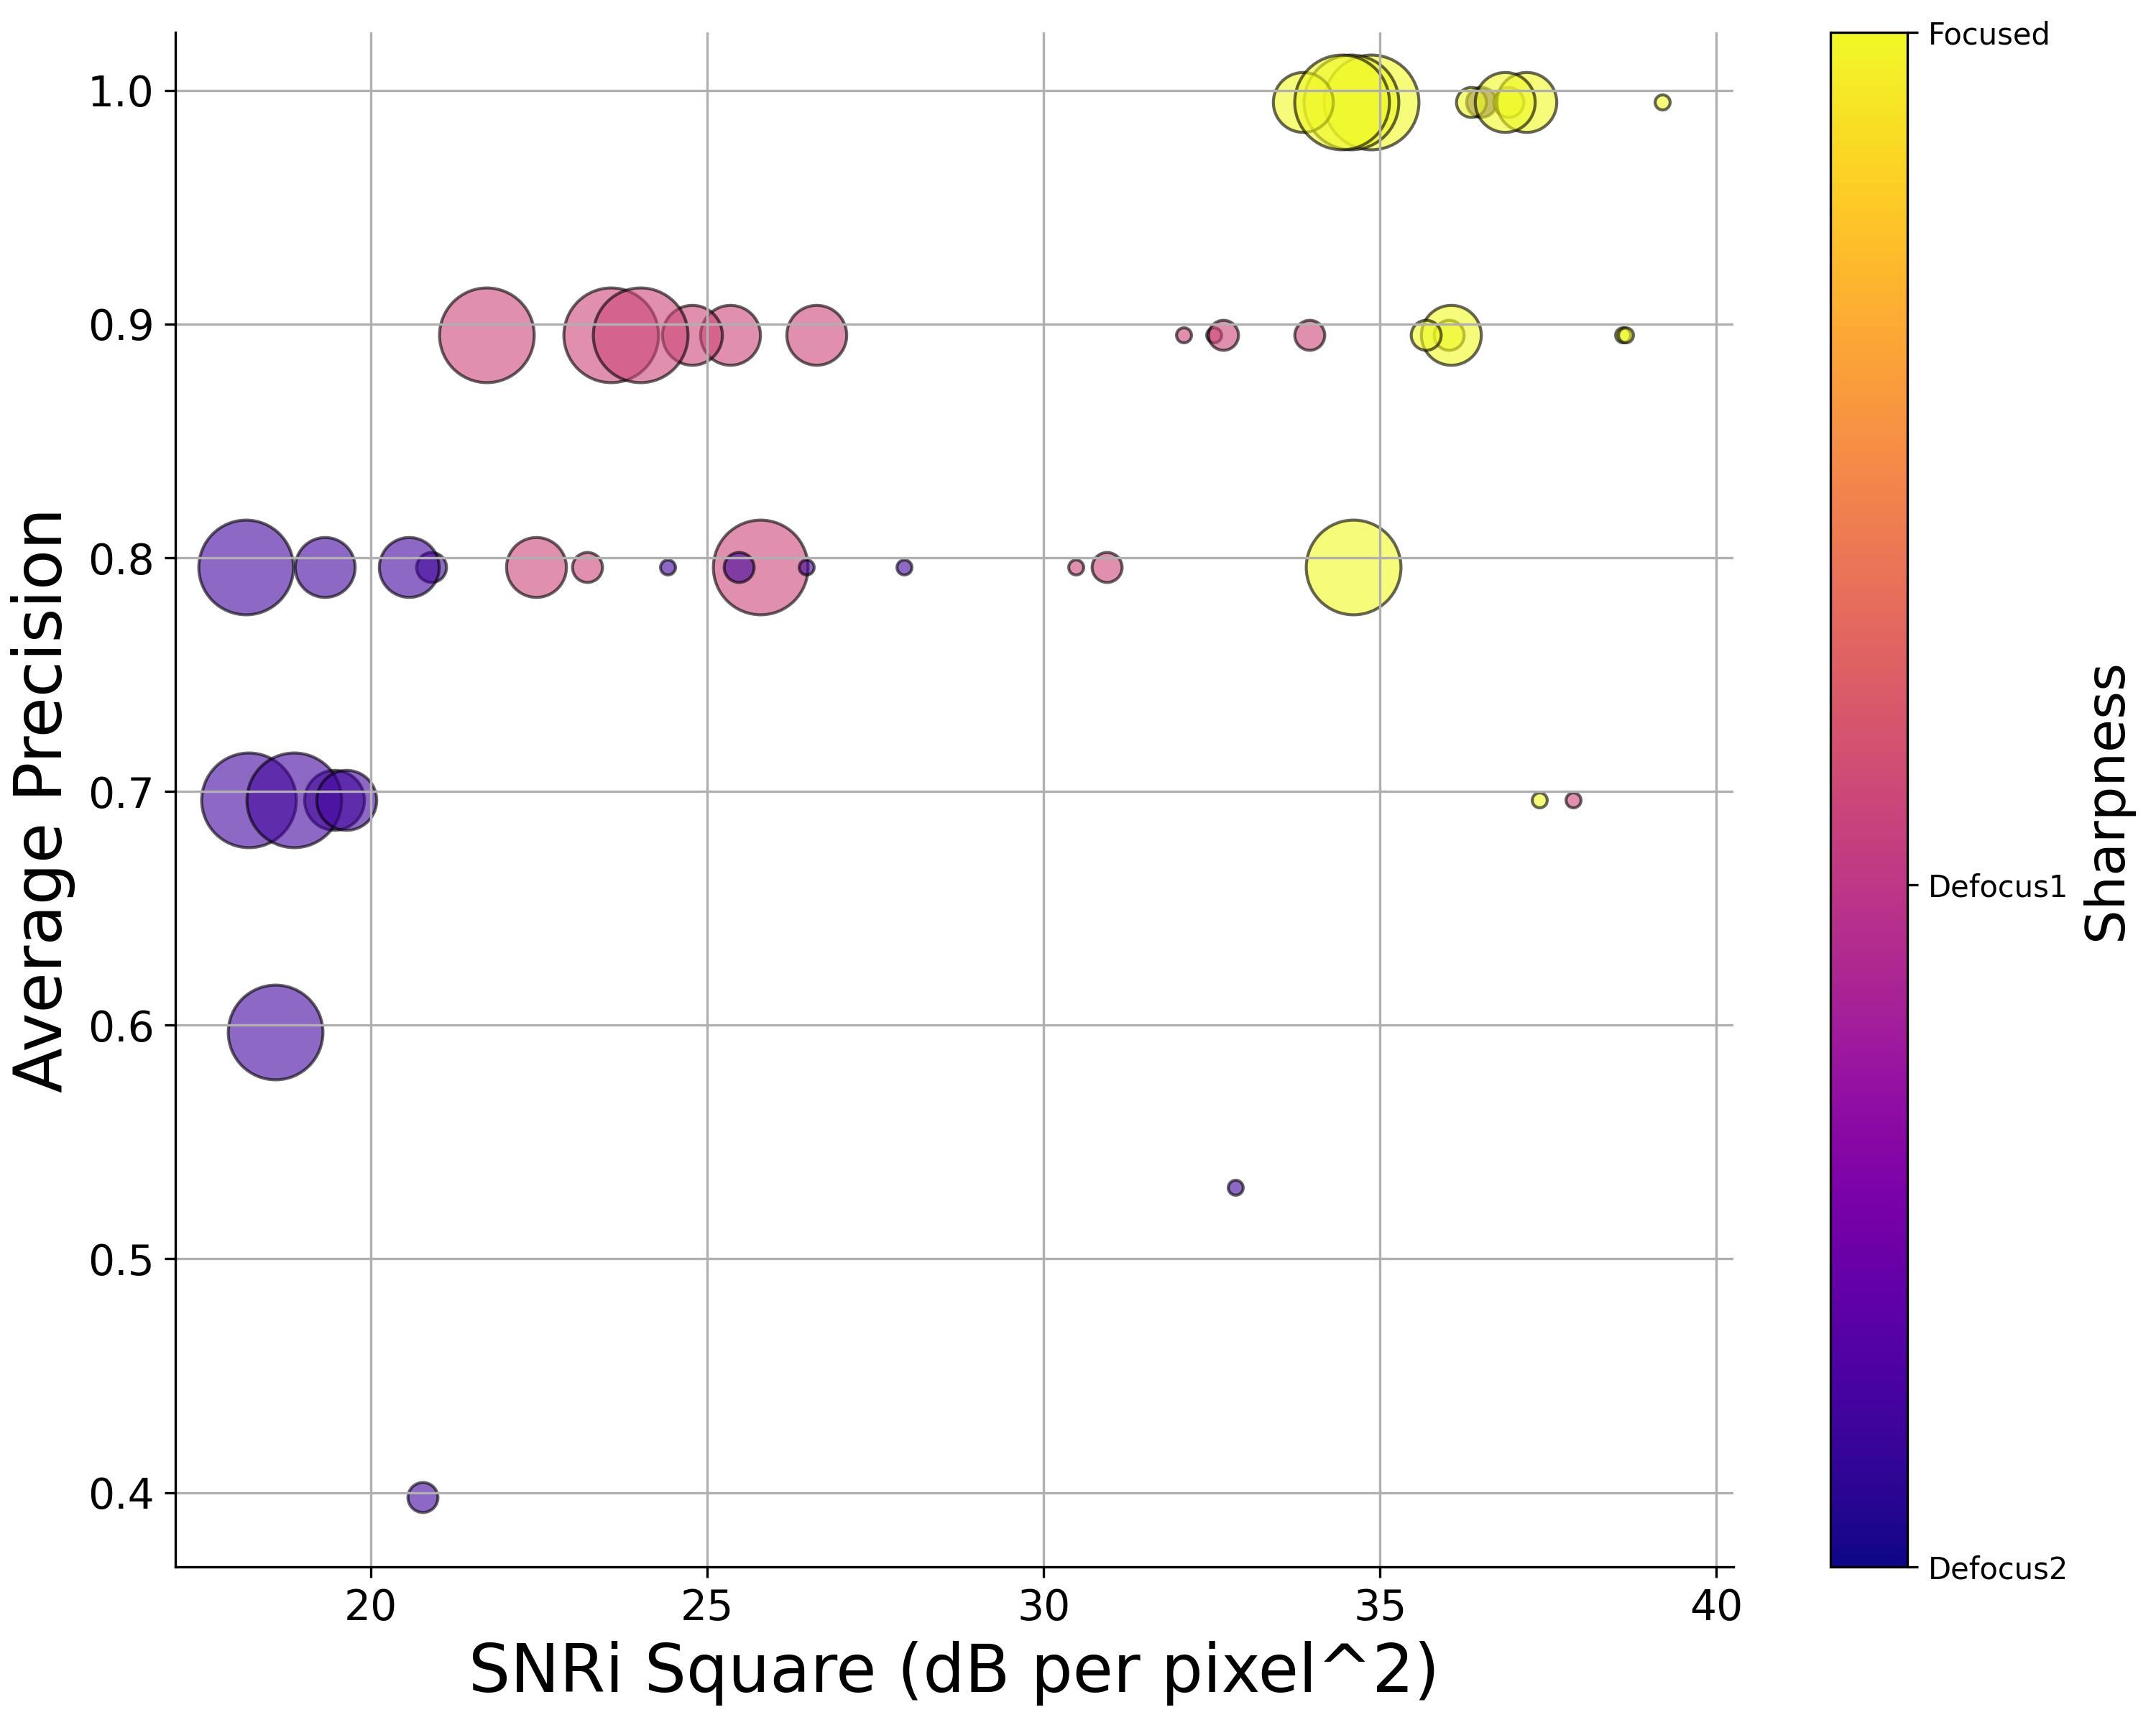 1.0
0.9
0.8
0.7
0.6
0.5
0.4
Average Precision
20 25 30 35 40
SNRi Square (dB per pixel^2)
Focused
Defocus1
Defocus2
Sharpness